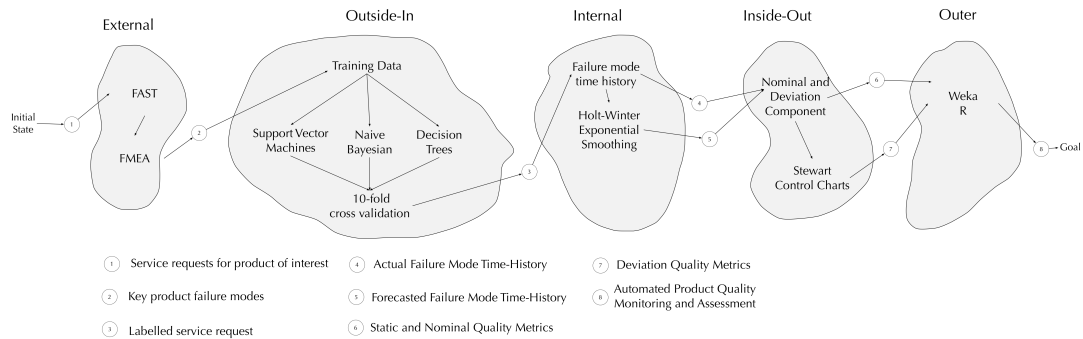 External
Outside-In
Internal
Inside-Out
Outer
Initial
State
1
FAST
FMEA
2
Training Data
Support Vector
Machines
Naive
Bayesian
Decision
Trees
10-fold
cross validation
3
Failure mode
time history
Holt-Winter
Exponential
Smoothing
4
5
Nominal and
Deviation
Component
Stewart
Control Charts
6
7
Weka
R
8
Goal
1 Service requests for product of interest
2 Key product failure modes
3 Labelled service request
4 Actual Failure Mode Time-History
5 Forecasted Failure Mode Time-History
6 Static and Nominal Quality Metrics
7 Deviation Quality Metrics
8 Automated Product Quality
Monitoring and Assessment